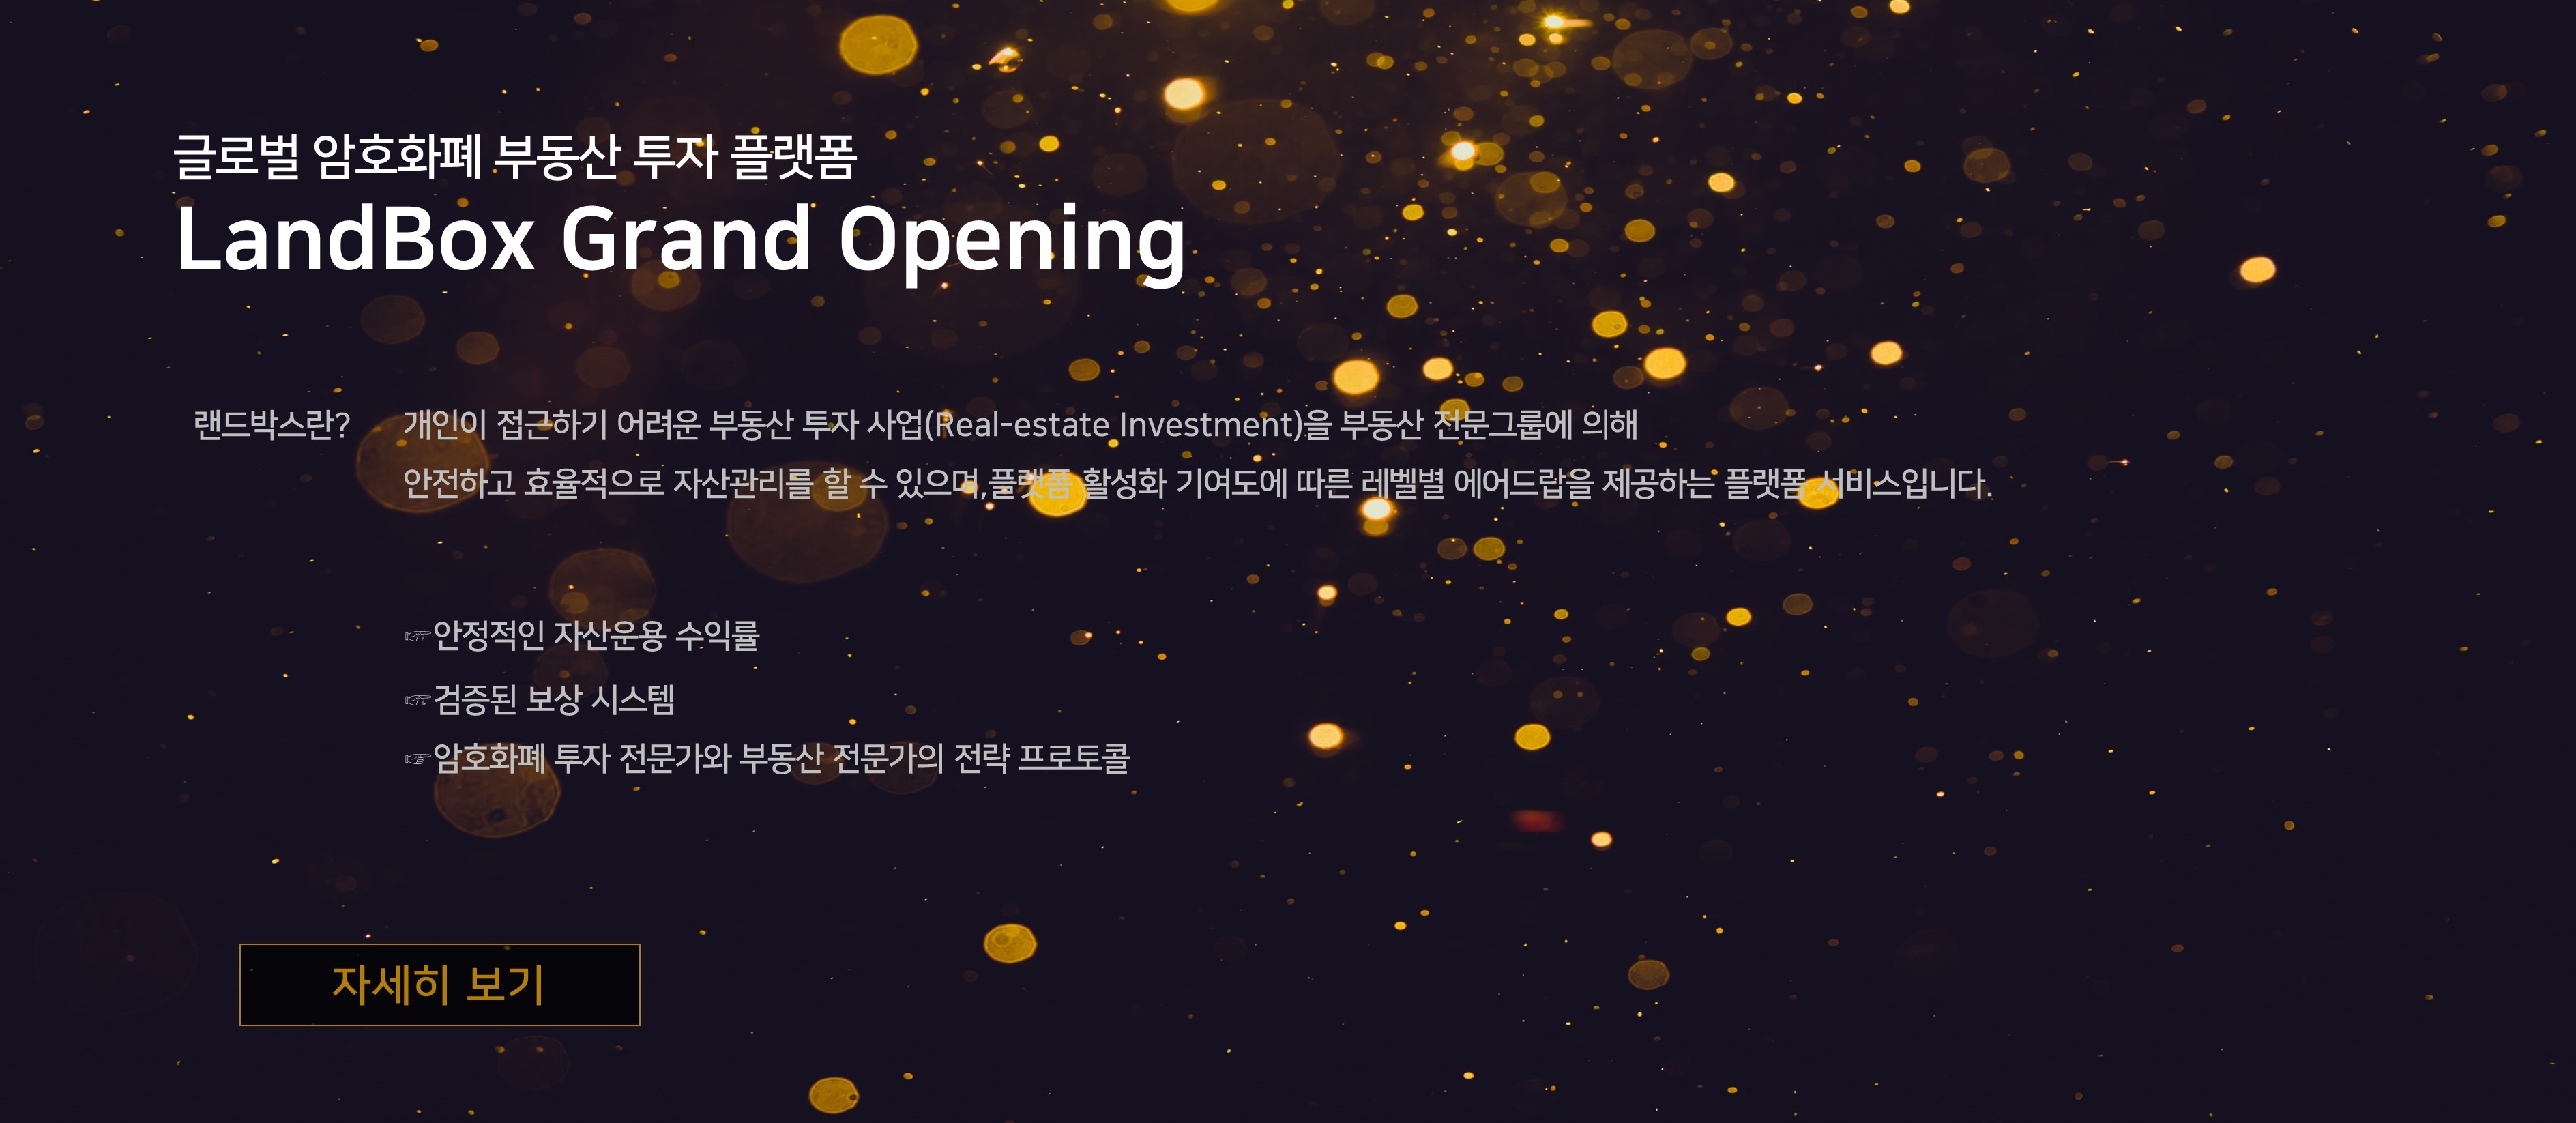 글로벌 암호화폐 부동산 투자 플랫폼
LandBox Grand Opening
랜드박스란? 개인이 접근하기 어려운 부동산 투자 사업(Real-estate Investment)을 부동산 전문그룹에 의해
안전하고 효율적으로 자산관리를 할 수 있으며,플랫폼 활성화 기여도에 따른 레벨별 에어드랍을 제공하는 플랫폼 서비스입니다.
☞안정적인 자산운용 수익률
☞검증된 보상 시스템
☞암호화폐 투자 전문가와 부동산 전문가의 전략 프로토콜
자세히 보기